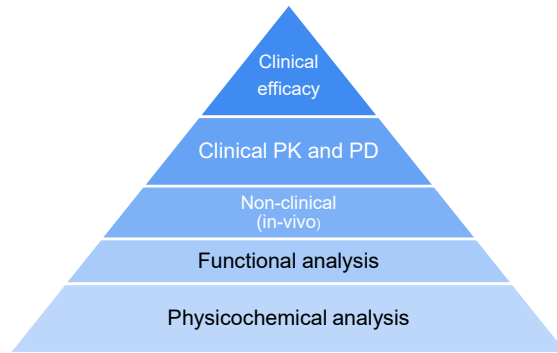 Clinical
efficacy
Clinical PK and PD
Non-clinical
(in-vivo)
Functional analysis
Physicochemical analysis